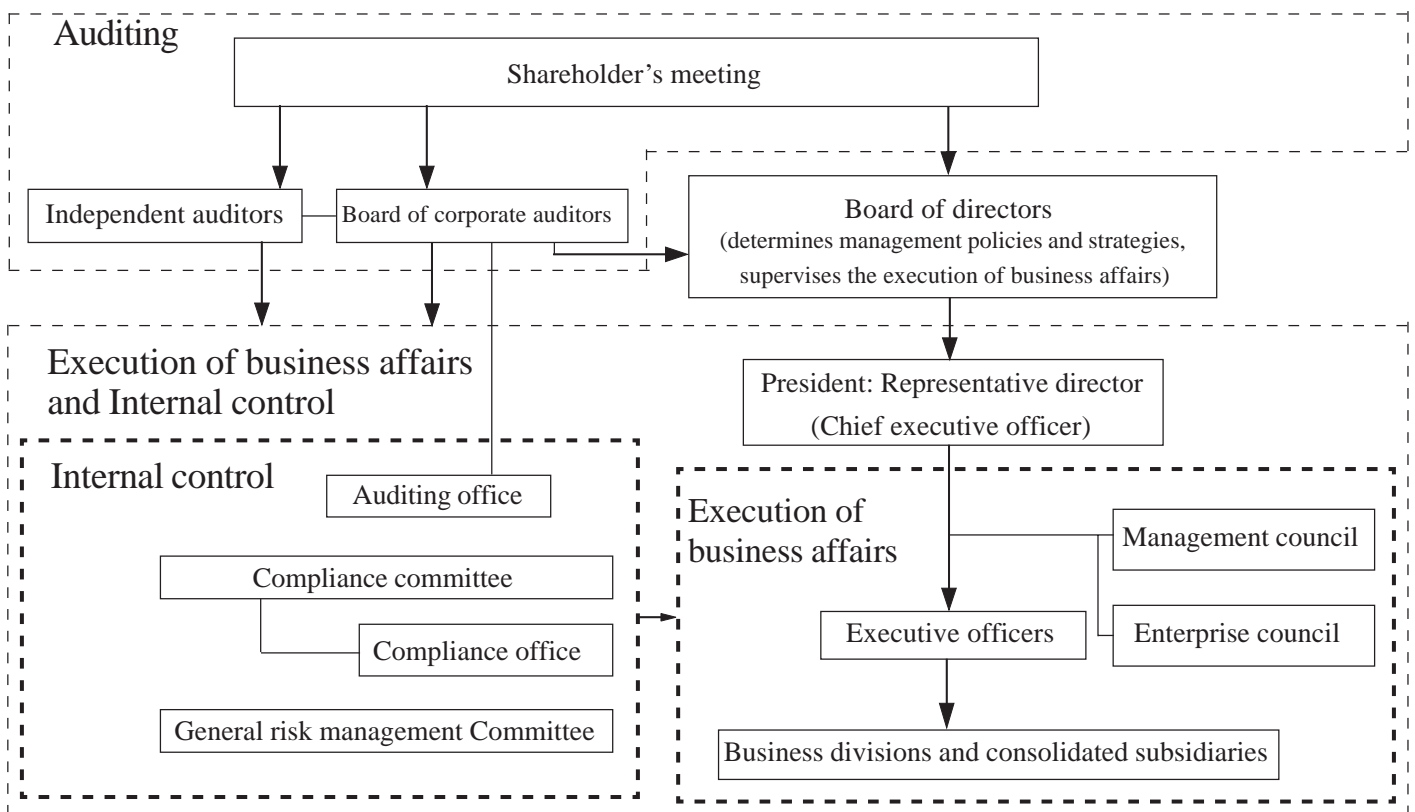 Auditing
Shareholder’s meeting
Independent auditors
Board of corporate auditors
Board of directors
(determines management policies and strategies,
supervises the execution of business affairs)
Execution of business affairs
and Internal control
President: Representative director
(Chief executive officer)
Internal control
Auditing office
Compliance committee
Compliance office
General risk management Committee
Execution of
business affairs
Management council
Executive officers
Enterprise council
Business divisions and consolidated subsidiaries